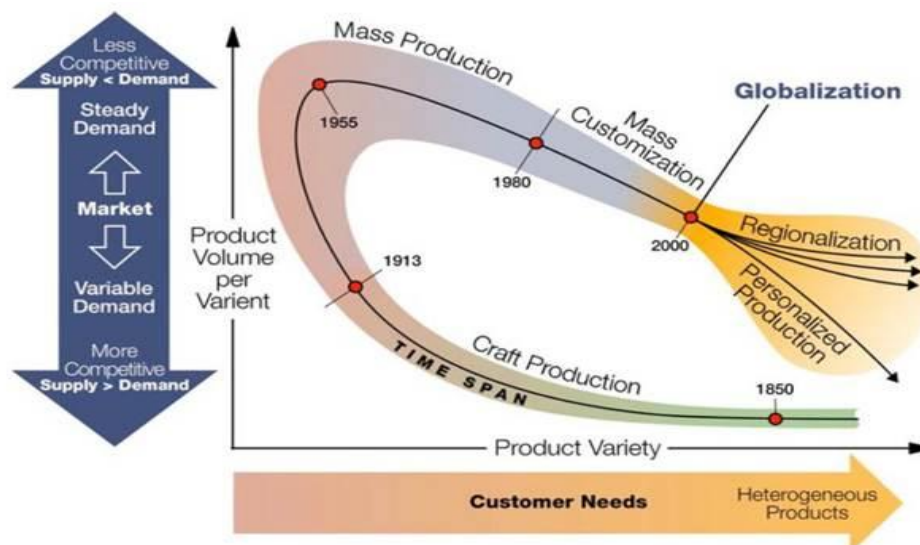 Less
Competitive
Supply < Demand
Steady
Demand
Market
Variable
Demand
More
Competitive
Supply > Demand
Product
Volume
per
Varient
Mass Production
1955
1980
Mass
Customization
Globalization
2000
Regionalization
Personalized
Production
1913
Craft Production
TIME SPAN
1850
Product Variety
Customer Needs
Heterogeneous
Products